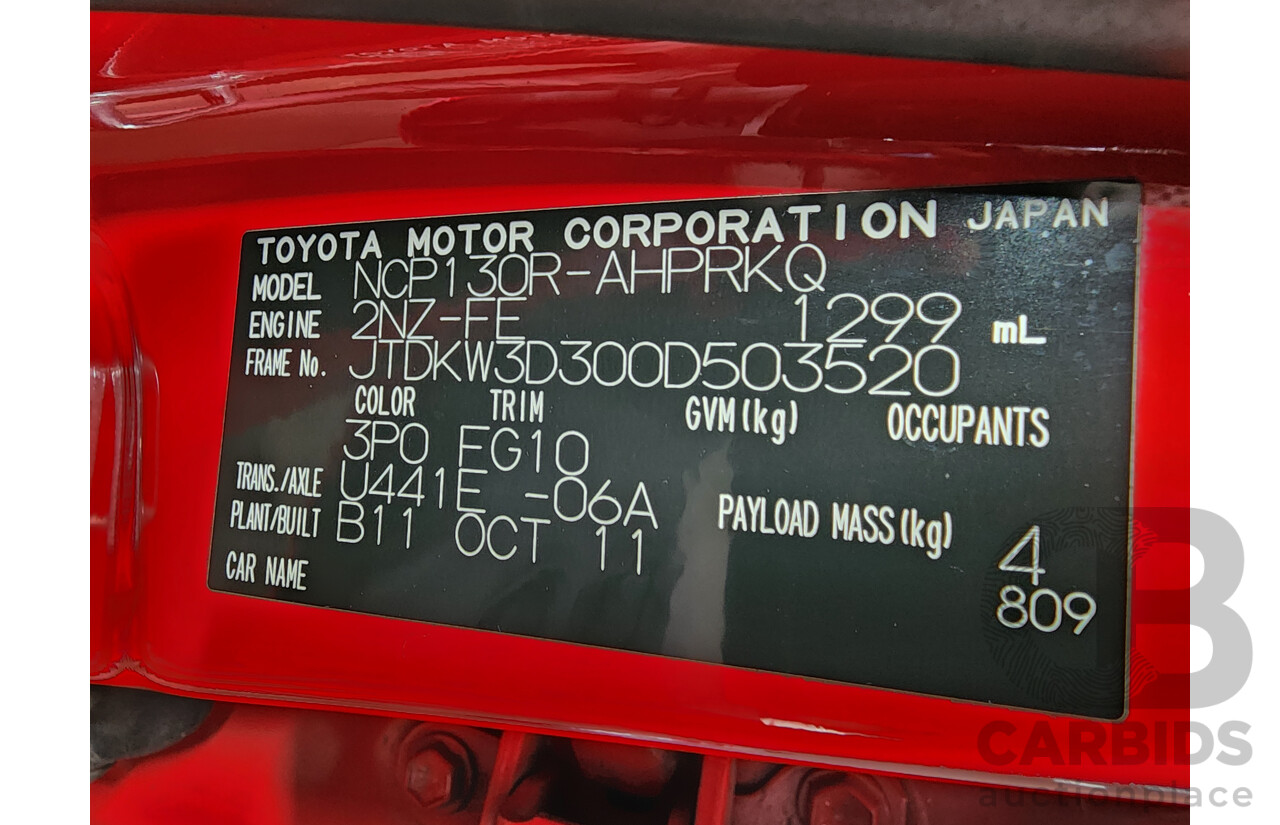 TOYOTA MOTOR CORPORATION JAPAN
MODEL NCP130R-AHPRKQ
ENGINE 2NZ-FE 1299 mL
FRAME No. JTDKW3D300D503520
COLOR TRIM GVM(kg) OCCUPANTS
3P0 EG10
TRANS./AXLE U441E -06A PAYLOAD MASS(kg)
PLANT/BUILT B11 OCT 11
4
CAR NAME
809
CARBIDS
auctionplace